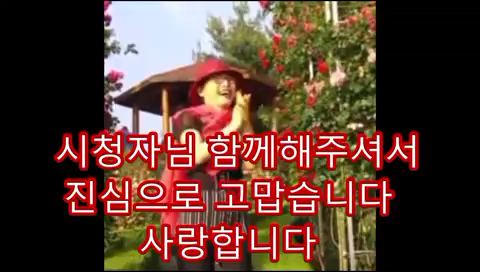 시청자님 함께해주셔서
진심으로 고맙습니다
사랑합니다